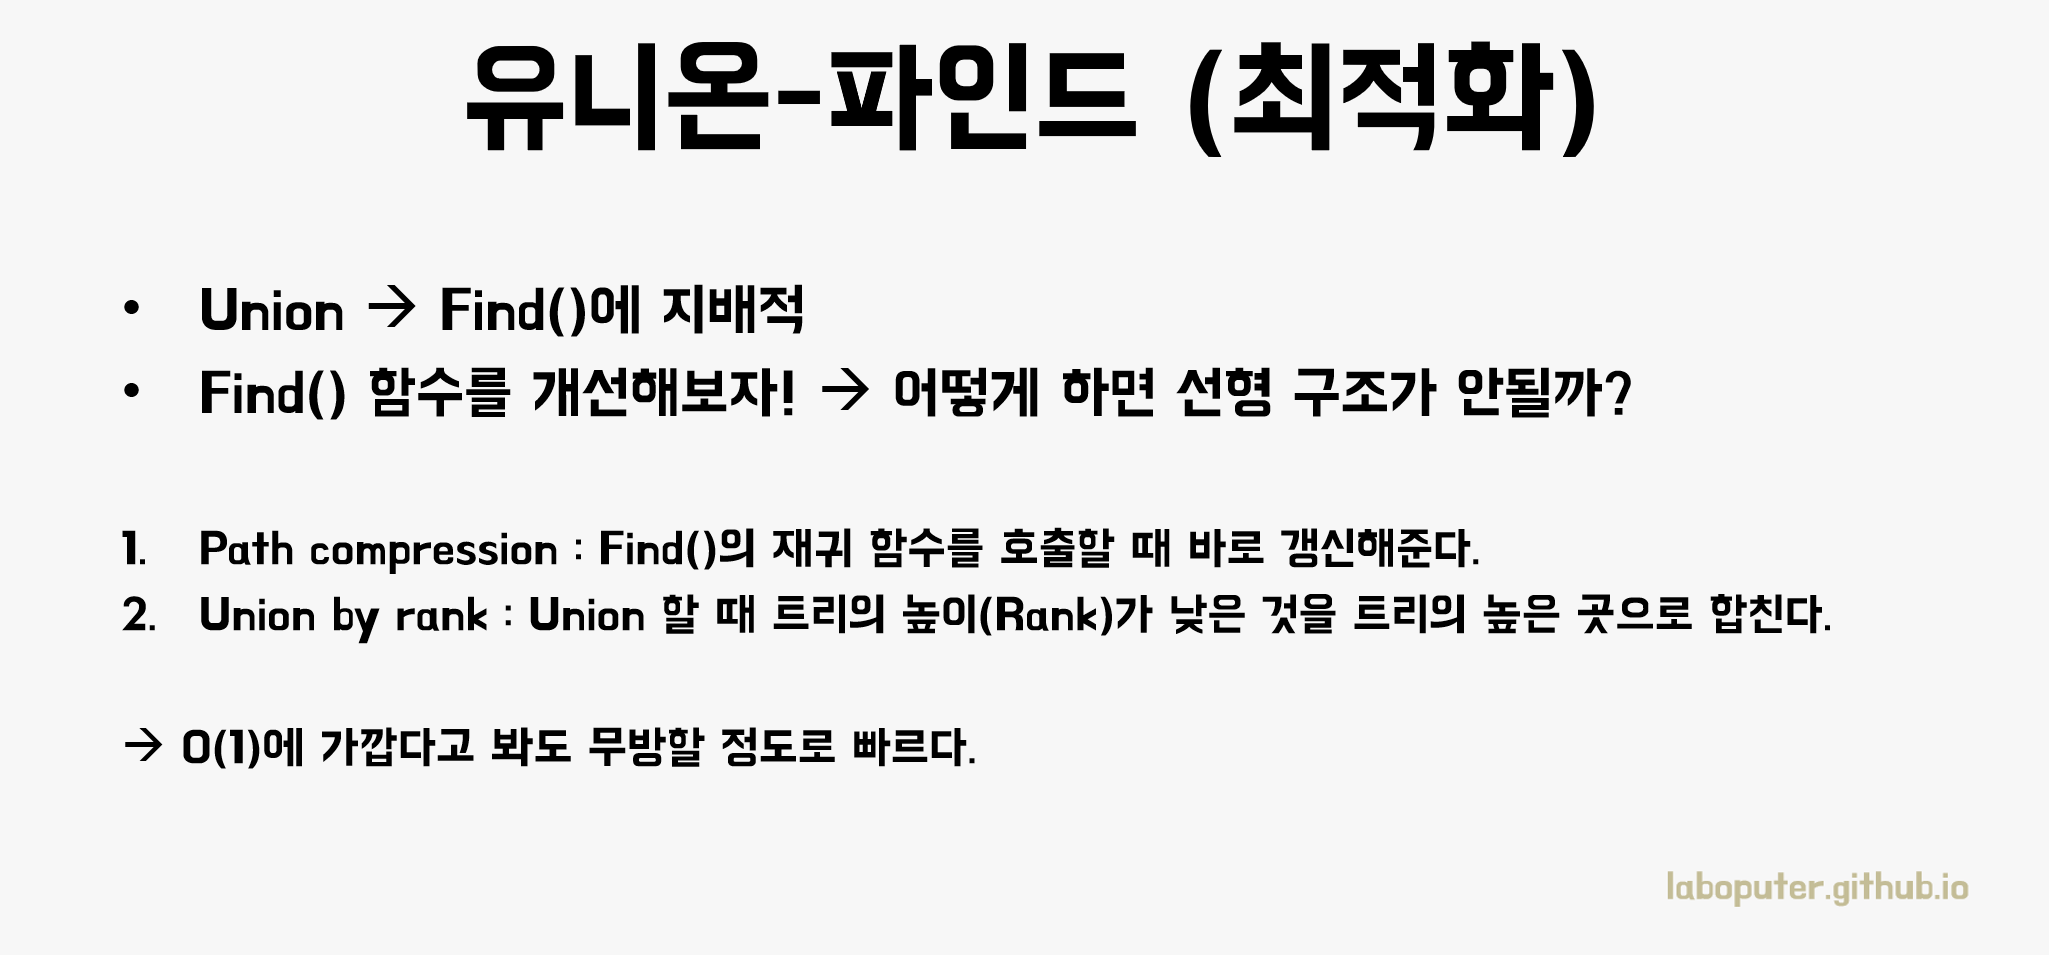 유니온-파인드 (최적화)
• Union → Find()에 지배적
• Find() 함수를 개선해보자! → 어떻게 하면 선형 구조가 안될까?
1. Path compression : Find()의 재귀 함수를 호출할 때 바로 갱신해준다.
2. Union by rank : Union 할 때 트리의 높이(Rank)가 낮은 것을 트리의 높은 곳으로 합친다.
→ O(1)에 가깝다고 봐도 무방할 정도로 빠르다.
laboputer.github.io